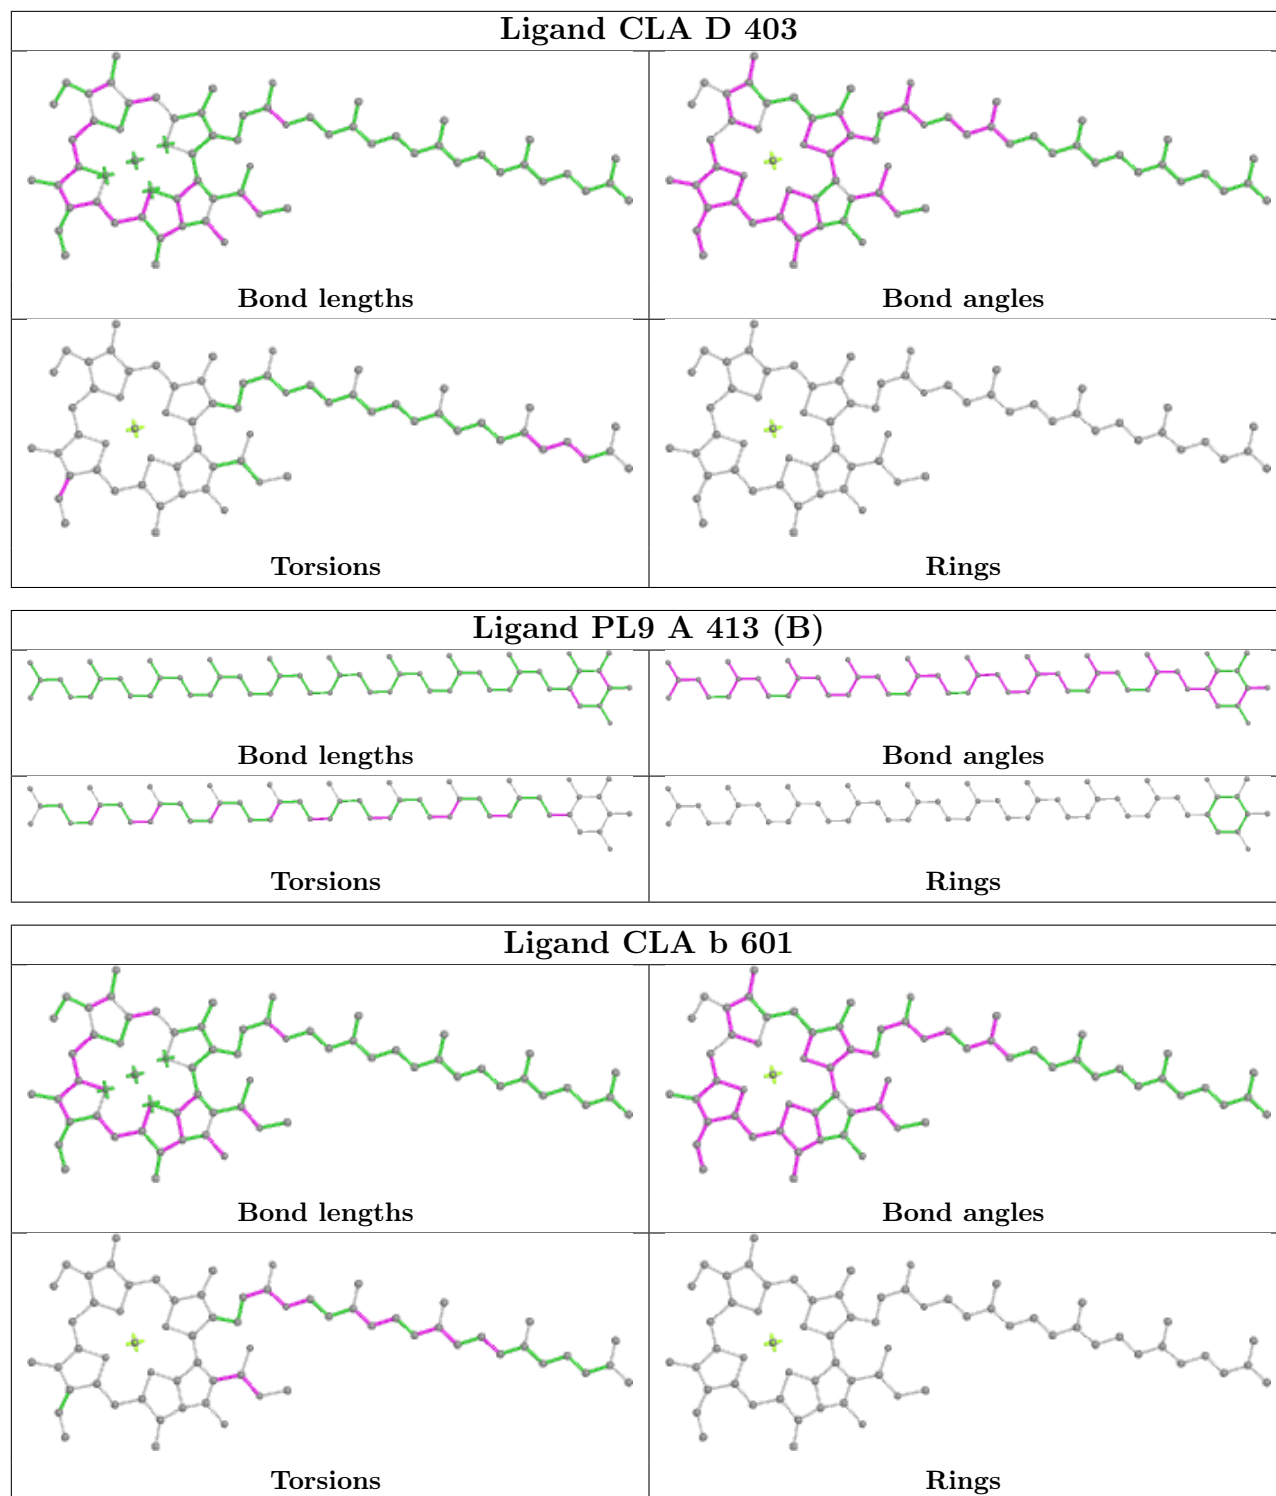 Ligand CLA D 403
Bond lengths
Bond angles
Torsions
Rings
Ligand PL9 A 413 (B)
Bond lengths
Bond angles
Torsions
Rings
Ligand CLA b 601
Bond lengths
Bond angles
Torsions
Rings